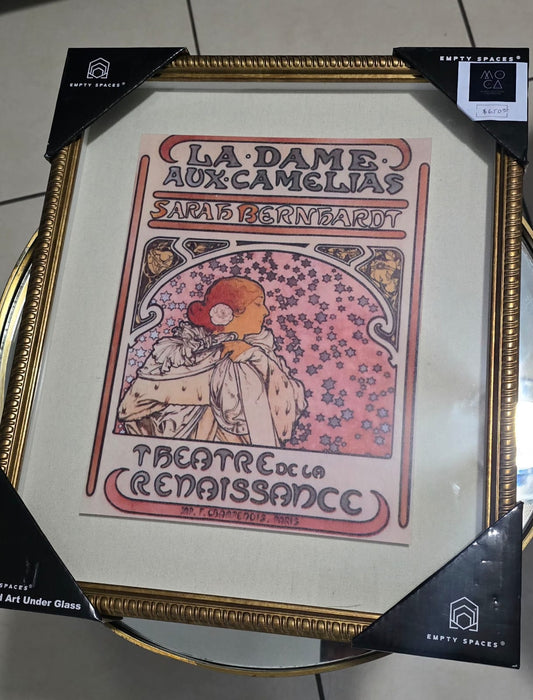 EMPTY SPACES®
EMPTY SPACES®
MOCA
LA·DAME·
AUX·CAMELIAS
SARAH BERNHARDT
THEATRE DE LA
RENAISSANCE
IMP. F. CHAMPENOIS. PARIS
SPACES®
d Art Under Glass
EMPTY SPACES®